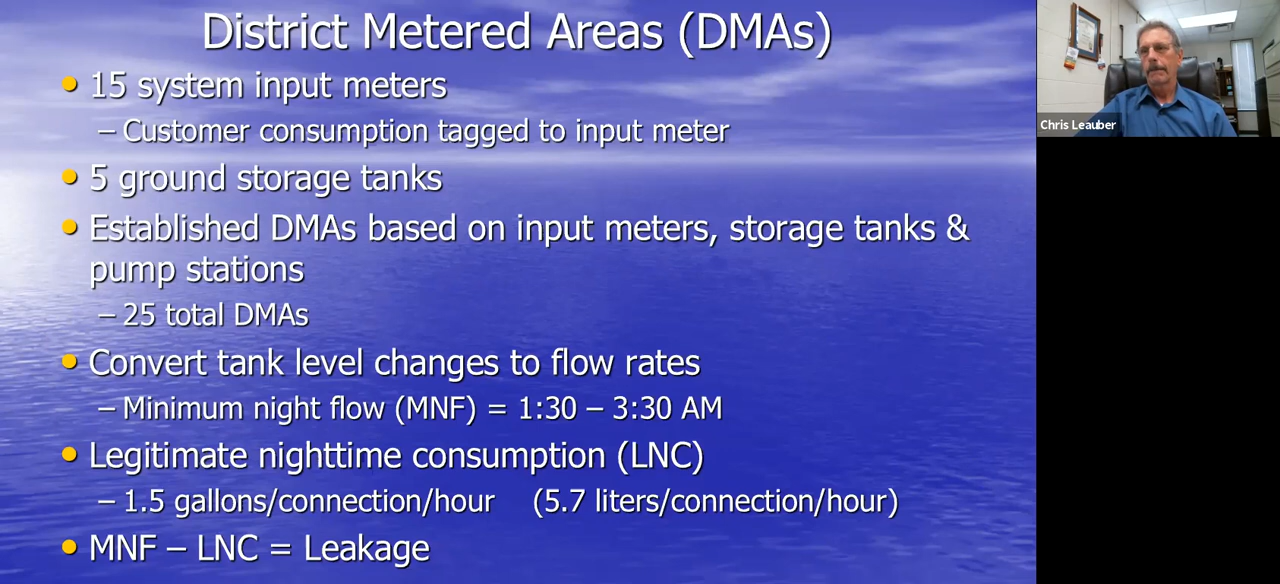 District Metered Areas (DMAs)
• 15 system input meters
– Customer consumption tagged to input meter
• 5 ground storage tanks
• Established DMAs based on input meters, storage tanks &
pump stations
– 25 total DMAs
• Convert tank level changes to flow rates
– Minimum night flow (MNF) = 1:30 – 3:30 AM
• Legitimate nighttime consumption (LNC)
– 1.5 gallons/connection/hour (5.7 liters/connection/hour)
• MNF – LNC = Leakage
Chris Leauber